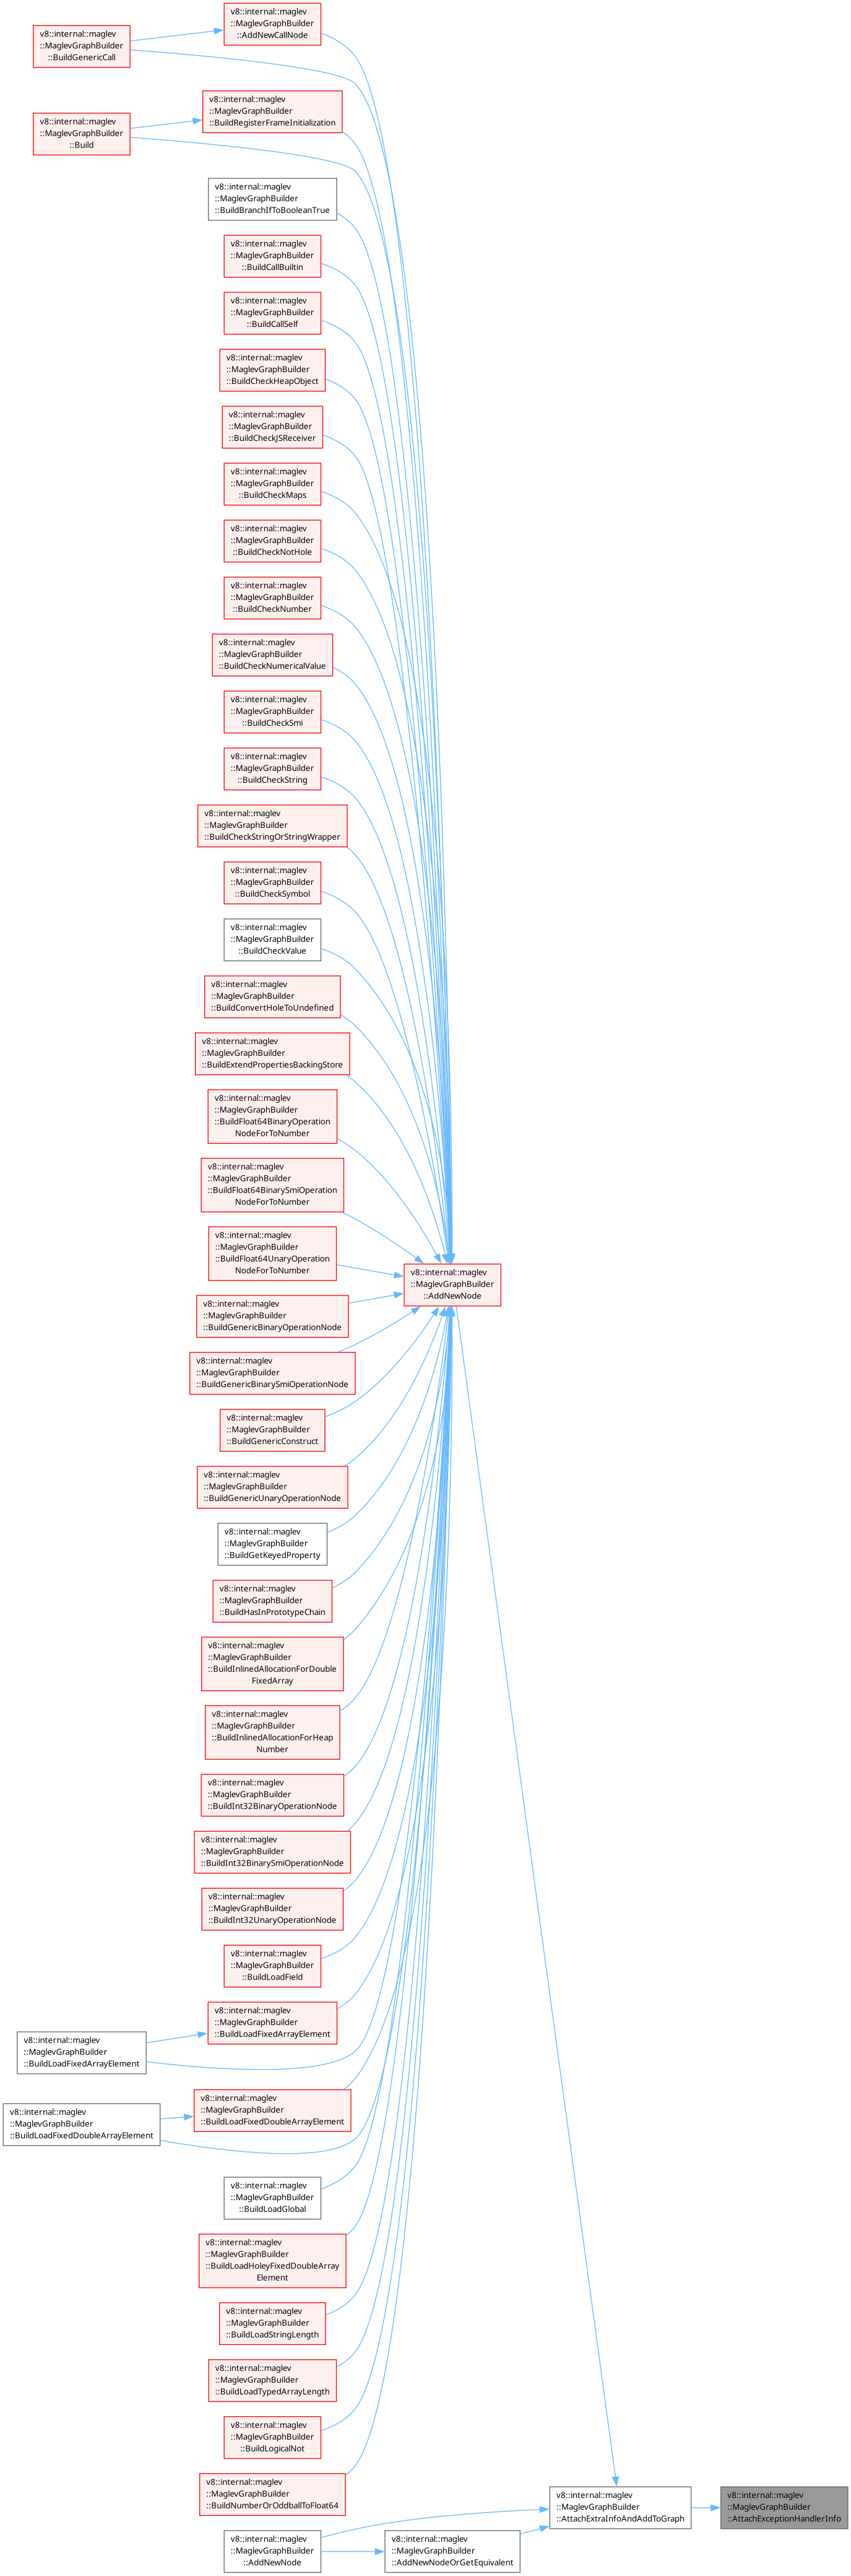 v8::internal::maglev
::MaglevGraphBuilder
::AddNewCallNode
v8::internal::maglev
::MaglevGraphBuilder
::BuildGenericCall
v8::internal::maglev
::MaglevGraphBuilder
::BuildRegisterFrameInitialization
v8::internal::maglev
::MaglevGraphBuilder
::Build
v8::internal::maglev
::MaglevGraphBuilder
::BuildBranchIfToBooleanTrue
v8::internal::maglev
::MaglevGraphBuilder
::BuildCallBuiltin
v8::internal::maglev
::MaglevGraphBuilder
::BuildCallSelf
v8::internal::maglev
::MaglevGraphBuilder
::BuildCheckHeapObject
v8::internal::maglev
::MaglevGraphBuilder
::BuildCheckJSReceiver
v8::internal::maglev
::MaglevGraphBuilder
::BuildCheckMaps
v8::internal::maglev
::MaglevGraphBuilder
::BuildCheckNotHole
v8::internal::maglev
::MaglevGraphBuilder
::BuildCheckNumber
v8::internal::maglev
::MaglevGraphBuilder
::BuildCheckNumericalValue
v8::internal::maglev
::MaglevGraphBuilder
::BuildCheckSmi
v8::internal::maglev
::MaglevGraphBuilder
::BuildCheckString
v8::internal::maglev
::MaglevGraphBuilder
::BuildCheckStringOrStringWrapper
v8::internal::maglev
::MaglevGraphBuilder
::BuildCheckSymbol
v8::internal::maglev
::MaglevGraphBuilder
::BuildCheckValue
v8::internal::maglev
::MaglevGraphBuilder
::BuildConvertHoleToUndefined
v8::internal::maglev
::MaglevGraphBuilder
::BuildExtendPropertiesBackingStore
v8::internal::maglev
::MaglevGraphBuilder
::BuildFloat64BinaryOperation
NodeForToNumber
v8::internal::maglev
::MaglevGraphBuilder
::BuildFloat64BinarySmiOperation
NodeForToNumber
v8::internal::maglev
::MaglevGraphBuilder
::BuildFloat64UnaryOperation
NodeForToNumber
v8::internal::maglev
::MaglevGraphBuilder
::AddNewNode
v8::internal::maglev
::MaglevGraphBuilder
::BuildGenericBinaryOperationNode
v8::internal::maglev
::MaglevGraphBuilder
::BuildGenericBinarySmiOperationNode
v8::internal::maglev
::MaglevGraphBuilder
::BuildGenericConstruct
v8::internal::maglev
::MaglevGraphBuilder
::BuildGenericUnaryOperationNode
v8::internal::maglev
::MaglevGraphBuilder
::BuildGetKeyedProperty
v8::internal::maglev
::MaglevGraphBuilder
::BuildHasInPrototypeChain
v8::internal::maglev
::MaglevGraphBuilder
::BuildInlinedAllocationForDouble
FixedArray
v8::internal::maglev
::MaglevGraphBuilder
::BuildInlinedAllocationForHeap
Number
v8::internal::maglev
::MaglevGraphBuilder
::BuildInt32BinaryOperationNode
v8::internal::maglev
::MaglevGraphBuilder
::BuildInt32BinarySmiOperationNode
v8::internal::maglev
::MaglevGraphBuilder
::BuildInt32UnaryOperationNode
v8::internal::maglev
::MaglevGraphBuilder
::BuildLoadField
v8::internal::maglev
::MaglevGraphBuilder
::BuildLoadFixedArrayElement
v8::internal::maglev
::MaglevGraphBuilder
::BuildLoadFixedArrayElement
v8::internal::maglev
::MaglevGraphBuilder
::BuildLoadFixedDoubleArrayElement
v8::internal::maglev
::MaglevGraphBuilder
::BuildLoadFixedDoubleArrayElement
v8::internal::maglev
::MaglevGraphBuilder
::BuildLoadGlobal
v8::internal::maglev
::MaglevGraphBuilder
::BuildLoadHoleyFixedDoubleArray
Element
v8::internal::maglev
::MaglevGraphBuilder
::BuildLoadStringLength
v8::internal::maglev
::MaglevGraphBuilder
::BuildLoadTypedArrayLength
v8::internal::maglev
::MaglevGraphBuilder
::BuildLogicalNot
v8::internal::maglev
::MaglevGraphBuilder
::BuildNumberOrOddballToFloat64
v8::internal::maglev
::MaglevGraphBuilder
::AttachExtraInfoAndAddToGraph
v8::internal::maglev
::MaglevGraphBuilder
::AttachExceptionHandlerInfo
v8::internal::maglev
::MaglevGraphBuilder
::AddNewNode
v8::internal::maglev
::MaglevGraphBuilder
::AddNewNodeOrGetEquivalent